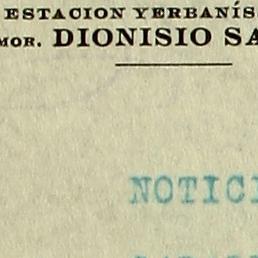 ESTACION YERBANÍS
MOR. DIONISIO SA
NOTICI